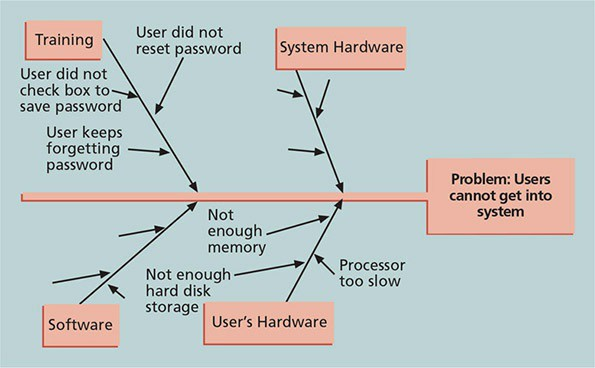 Training
User did not
reset password
System Hardware
User did not
check box to
save password
User keeps
forgetting
password
Problem: Users
cannot get into
system
Not
enough
memory
Not enough
hard disk
storage
Processor
too slow
Software
User's Hardware